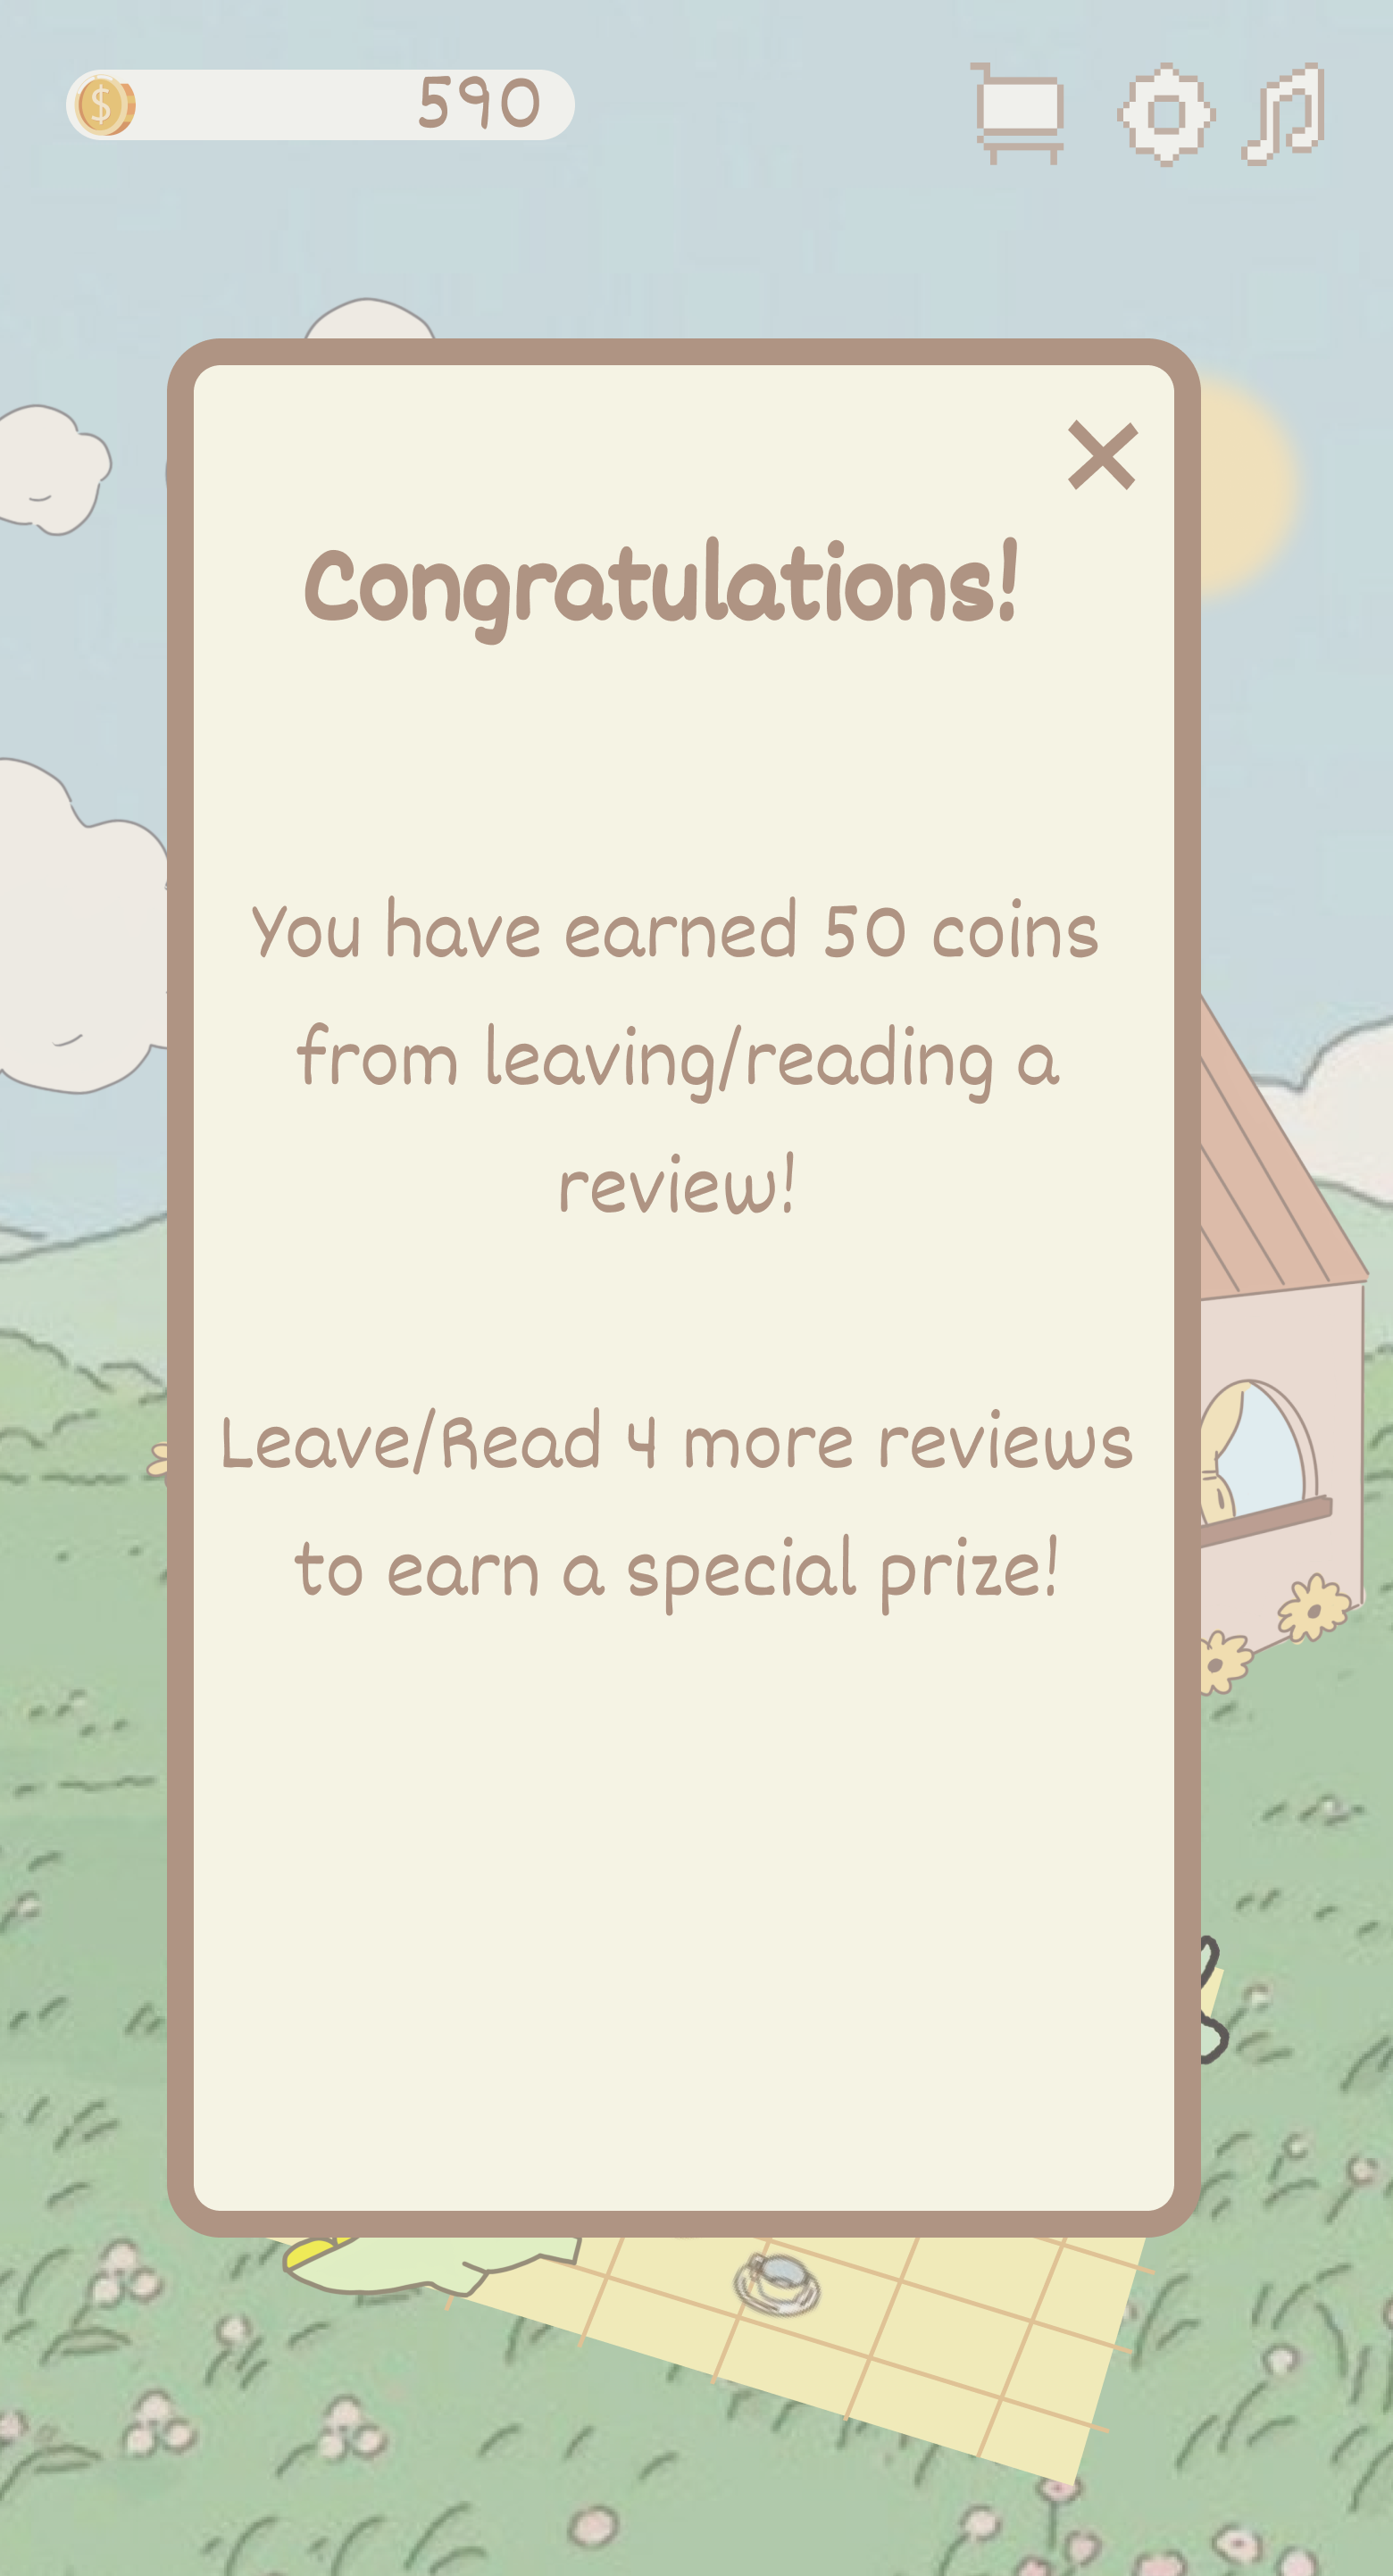 $ 590
Congratulations!
You have earned 50 coins
from leaving/reading a
review!
Leave/Read 4 more reviews
to earn a special prize!